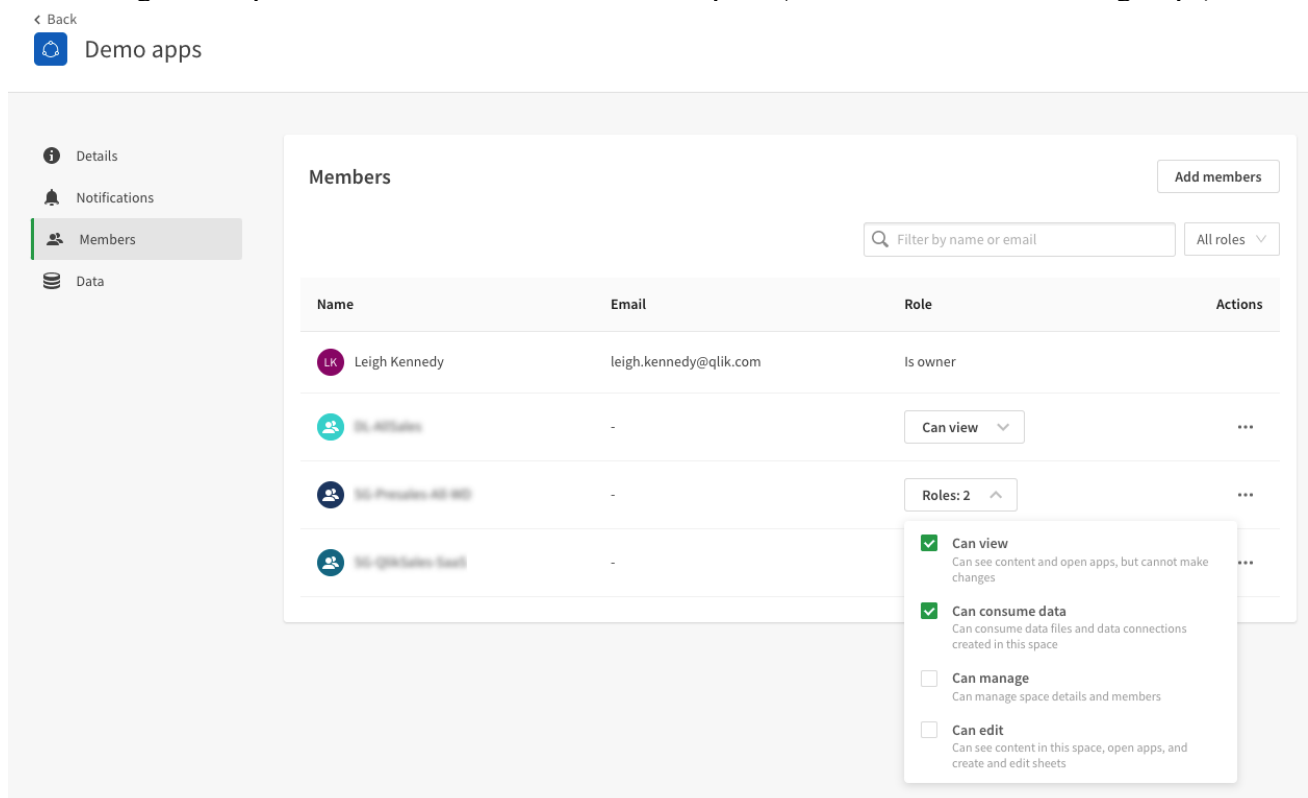 Back
Demo apps
Details
Notifications
Members
Data
Members
Add members
Filter by name or email
All roles
Name Email Role Actions
LK Leigh Kennedy leigh.kennedy@qlik.com Is owner
- Can view
- Roles: 2
-
Can view
Can see content and open apps, but cannot make
changes
Can consume data
Can consume data files and data connections
created in this space
Can manage
Can manage space details and members
Can edit
Can see content in this space, open apps, and
create and edit sheets